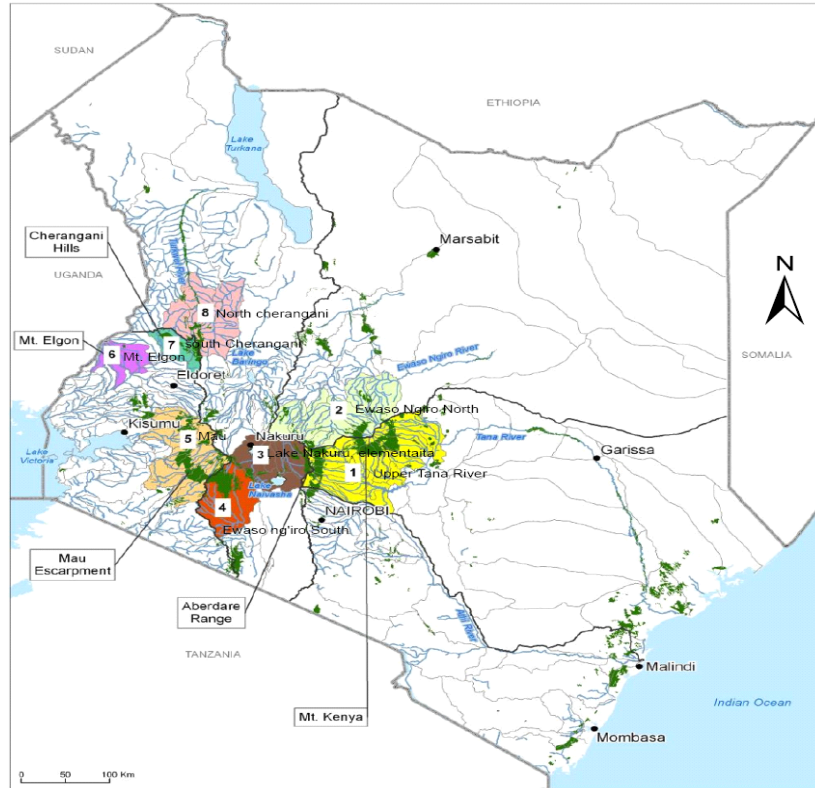 SUDAN
ETHIOPIA
Lake
Turkana
Cherangani
Hills
Turkwel River
Marsabit
N
UGANDA
8 North cherangani
SOMALIA
7 south Cherangani
Mt. Elgon
6 Mt. Elgon
Lake
Baringo
Ewaso Ngiro River
Eldoret
2 Ewaso Ngiro North
Kisumu
5 Mau
Nakuru
Tana River
Garissa
Lake
Victoria
3 Lake Nakuru, elementaita
1 Upper Tana River
Lake
Naivasha
4
NAIROBI
Ewaso ng'iro South
Mau
Escarpment
Aberdare
Range
Athi River
TANZANIA
Malindi
Mt. Kenya
Indian Ocean
Mombasa
0 50 100 Km